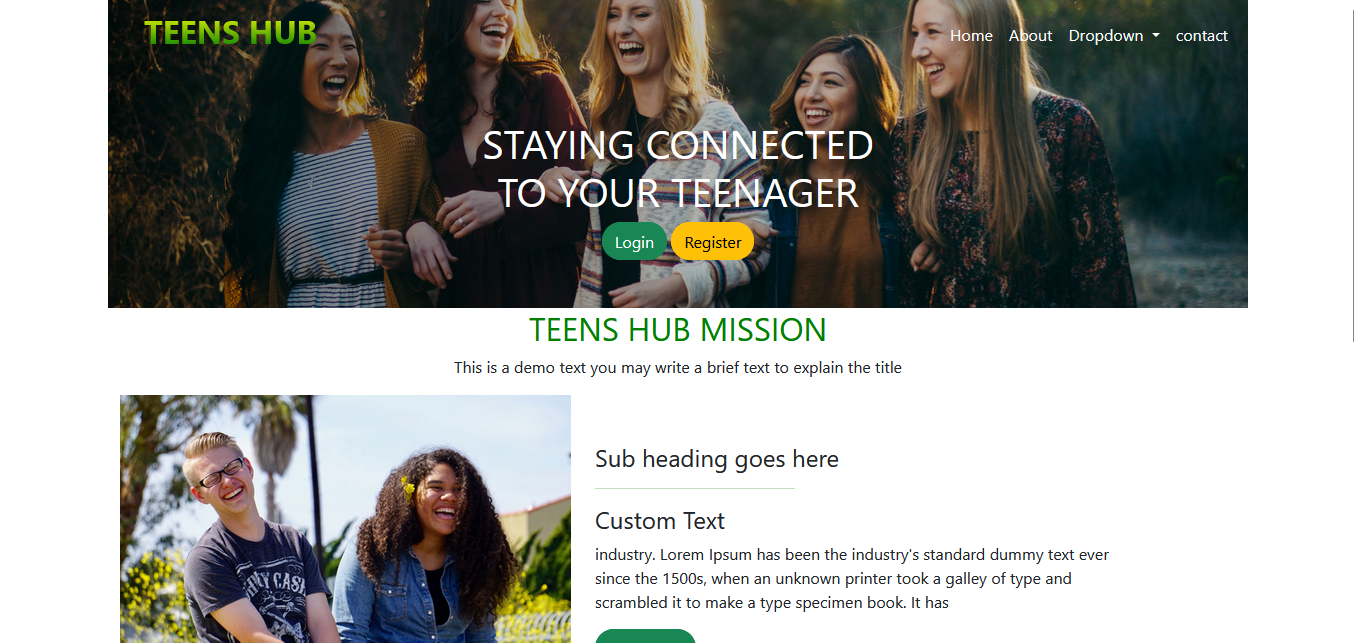 TEENS HUB
Home About Dropdown contact
STAYING CONNECTED
TO YOUR TEENAGER
Login Register
TEENS HUB MISSION
This is a demo text you may write a brief text to explain the title
Sub heading goes here
Custom Text
industry. Lorem Ipsum has been the industry's standard dummy text ever
since the 1500s, when an unknown printer took a galley of type and
scrambled it to make a type specimen book. It has